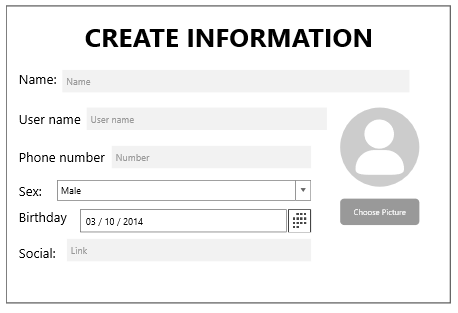 CREATE INFORMATION
Name: Name
User name User name
Phone number Number
Sex: Male
Birthday 03 / 10 / 2014
Social: Link
Choose Picture